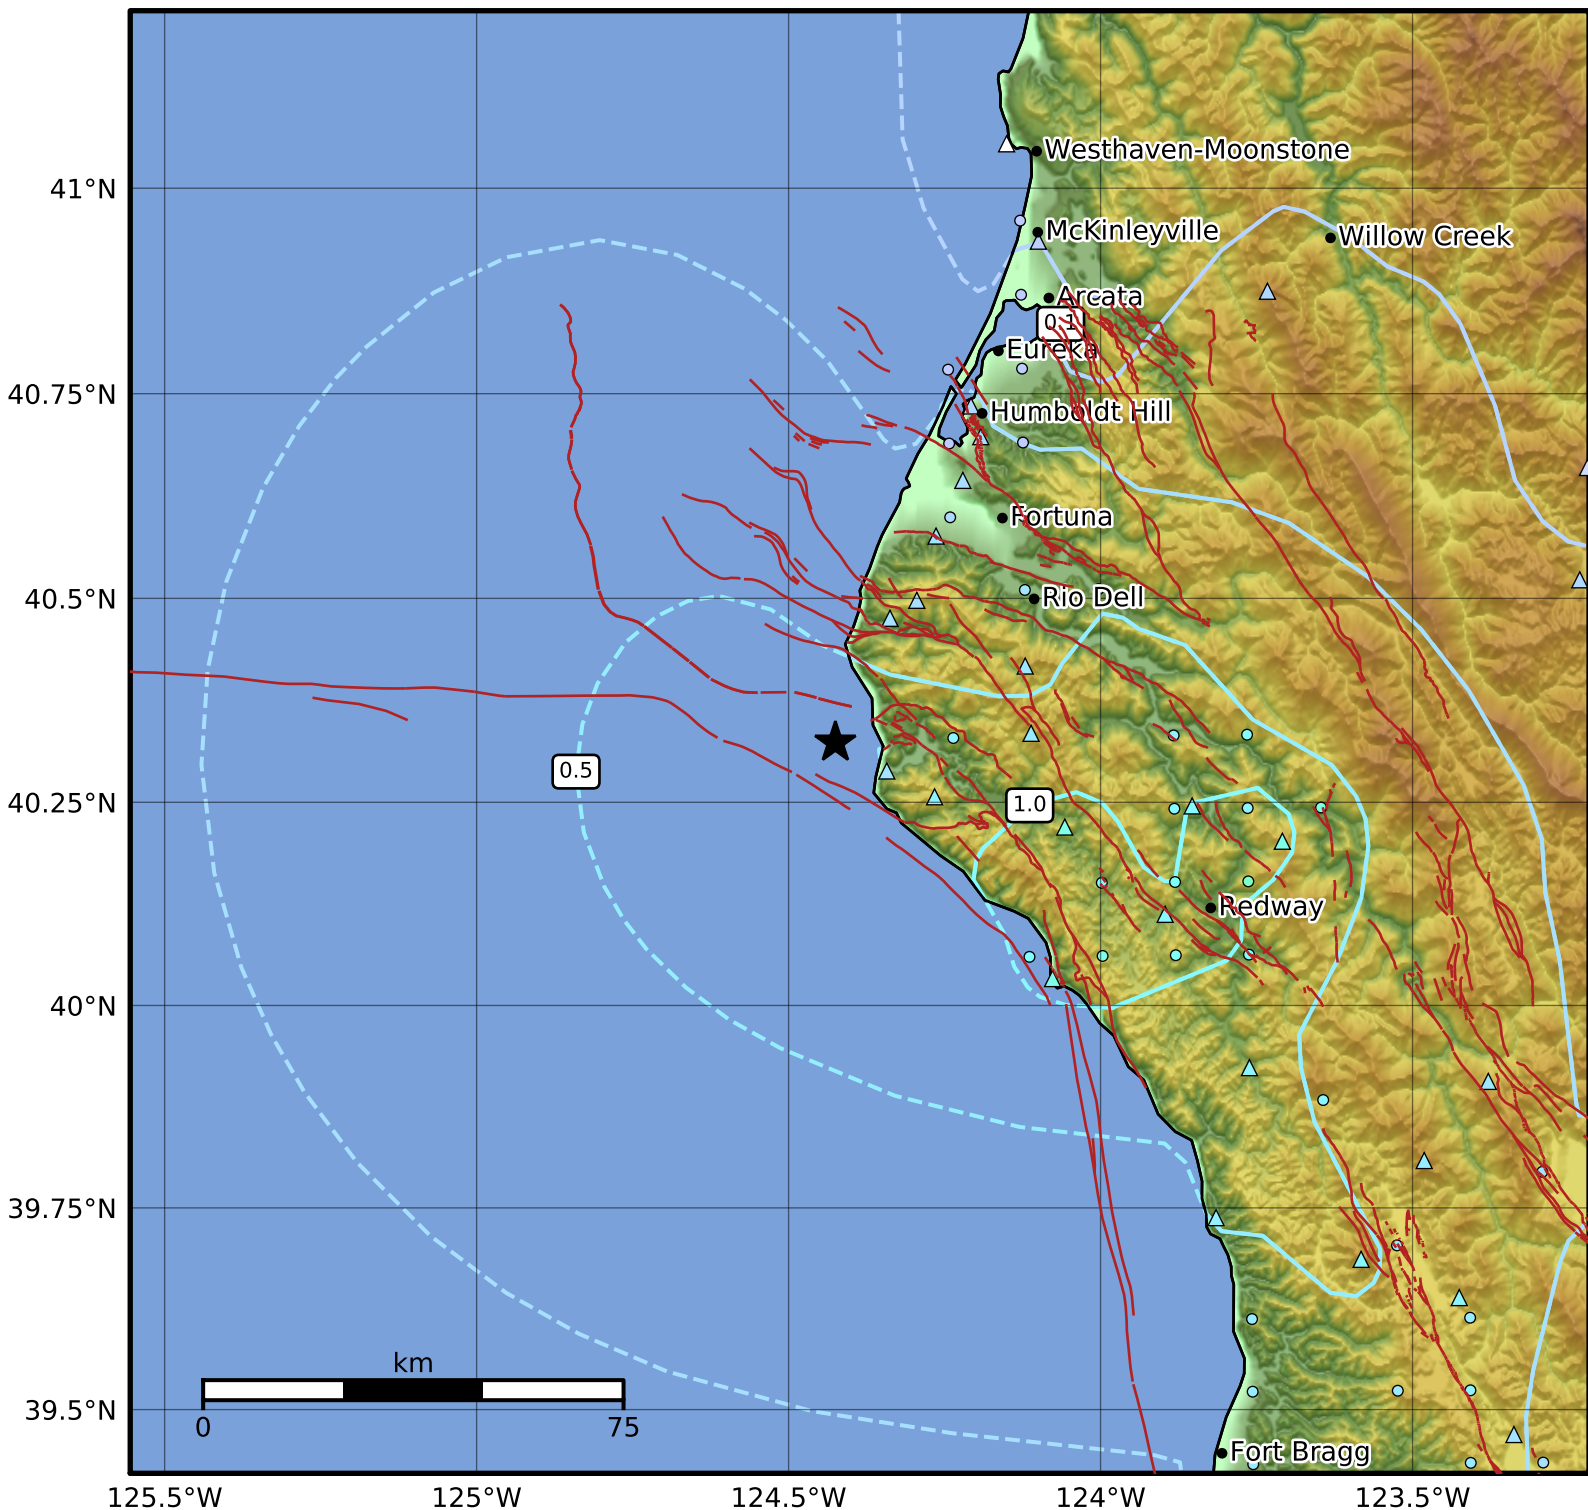 Westhaven-Moonstone
41°N
McKinleyville
Willow Creek
Arcata
0.1
Eureka
40.75°N
Humboldt Hill
Fortuna
40.5°N
Rio Dell
0.5
40.25°N
1.0
Redway
40°N
39.75°N
km
0
75
39.5°N
Fort Bragg
125.5°W
125°W
124.5°W
124°W
123.5°W